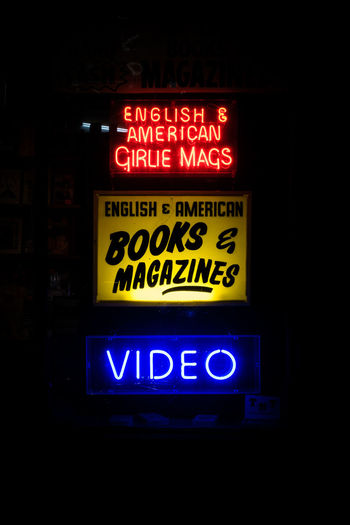 ENGLISH &
AMERICAN
GIRLIE MAGS
ENGLISH & AMERICAN
BOOKS &
MAGAZINES
VIDEO